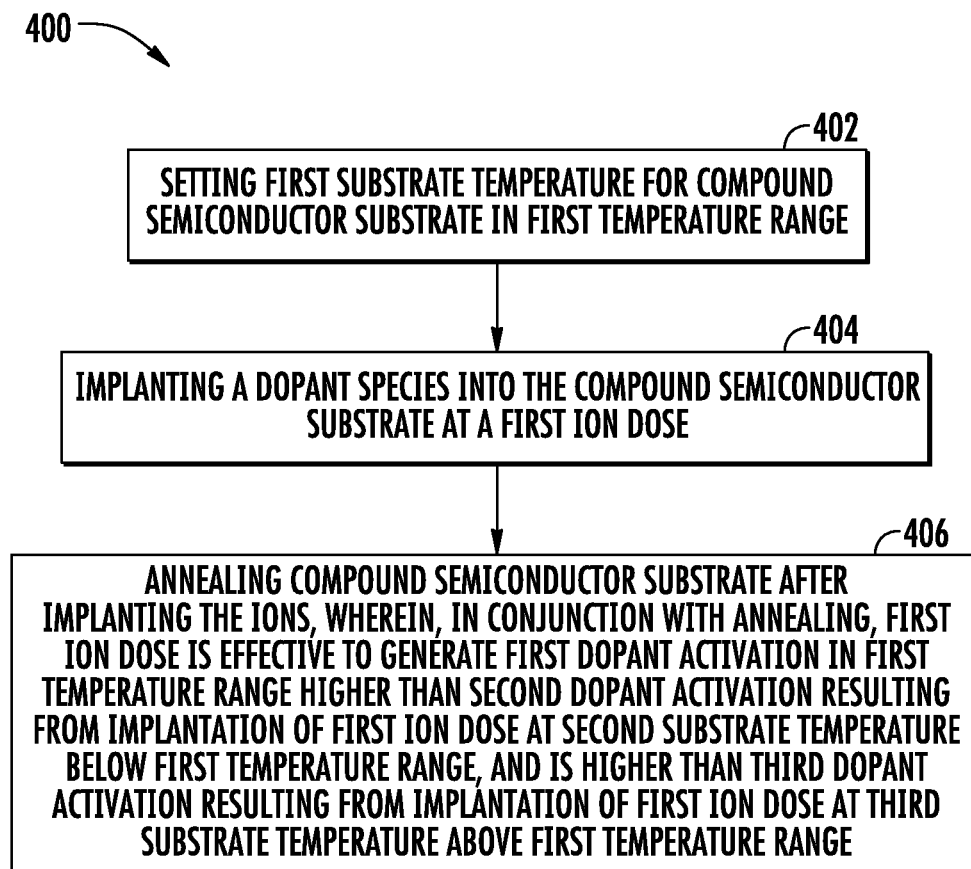 400
402
SETTING FIRST SUBSTRATE TEMPERATURE FOR COMPOUND
SEMICONDUCTOR SUBSTRATE IN FIRST TEMPERATURE RANGE
404
IMPLANTING A DOPANT SPECIES INTO THE COMPOUND SEMICONDUCTOR
SUBSTRATE AT A FIRST ION DOSE
406
ANNEALING COMPOUND SEMICONDUCTOR SUBSTRATE AFTER
IMPLANTING THE IONS, WHEREIN, IN CONJUNCTION WITH ANNEALING, FIRST
ION DOSE IS EFFECTIVE TO GENERATE FIRST DOPANT ACTIVATION IN FIRST
TEMPERATURE RANGE HIGHER THAN SECOND DOPANT ACTIVATION RESULTING
FROM IMPLANTATION OF FIRST ION DOSE AT SECOND SUBSTRATE TEMPERATURE
BELOW FIRST TEMPERATURE RANGE, AND IS HIGHER THAN THIRD DOPANT
ACTIVATION RESULTING FROM IMPLANTATION OF FIRST ION DOSE AT THIRD
SUBSTRATE TEMPERATURE ABOVE FIRST TEMPERATURE RANGE